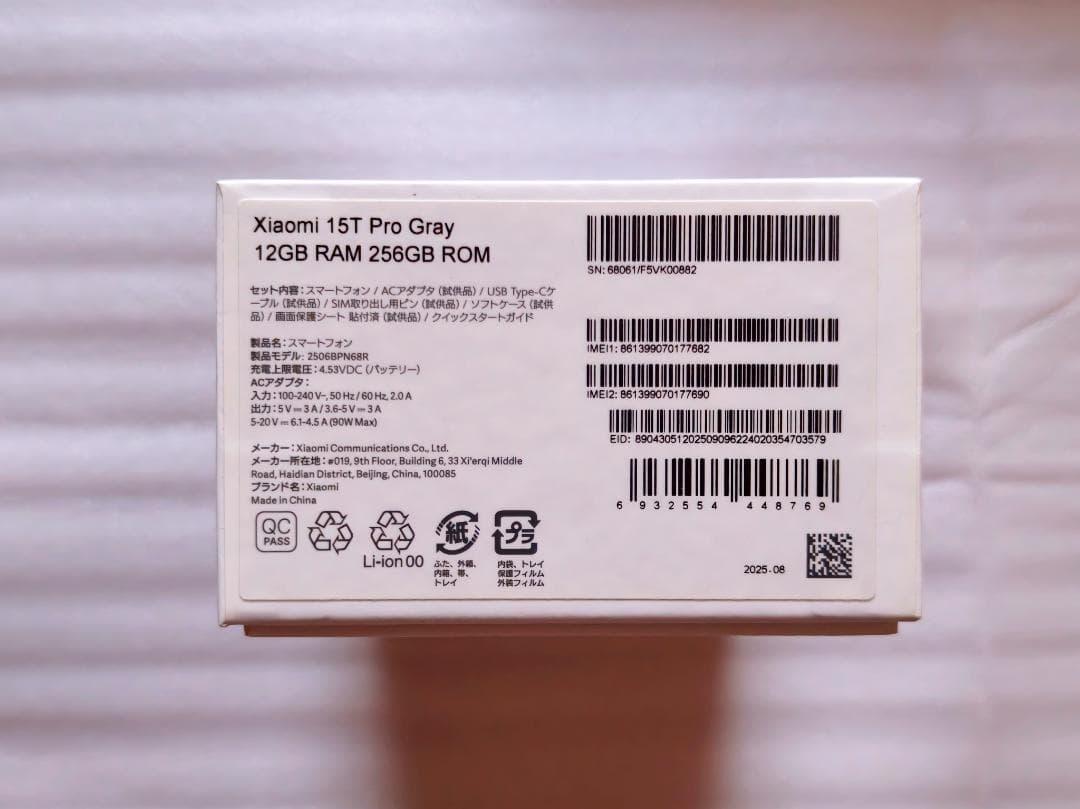 Xiaomi 15T Pro Gray
12GB RAM 256GB ROM
セット内容：スマートフォン / ACアダプタ（試供品）/ USB Type-Cケ
ーブル（試供品）/ SIM取り出し用ピン（試供品）/ ソフトケース（試供
品）/ 画面保護シート 貼付済（試供品）/ クイックスタートガイド
製品名：スマートフォン
製品モデル: 2506BPN68R
充電上限電圧：4.53VDC（バッテリー）
ACアダプタ：
入力：100-240 V~, 50 Hz / 60 Hz, 2.0 A
出力：5 V⎓3 A / 3.6-5 V⎓3 A
5-20 V⎓6.1-4.5 A (90W Max)
メーカー：Xiaomi Communications Co., Ltd.
メーカー所在地：#019, 9th Floor, Building 6, 33 Xi'erqi Middle
Road, Haidian District, Beijing, China, 100085
ブランド名：Xiaomi
Made in China
QC
PASS
Li-ion 00
紙
ふた、外箱、
内箱、帯、
トレイ
プラ
内袋、トレイ
保護フィルム
外装フィルム
SN: 68061/F5VK00882
IMEI1: 861399070177682
IMEI2: 861399070177690
EID: 89043051202509096224020354703579
6 932554 448769
2025.08